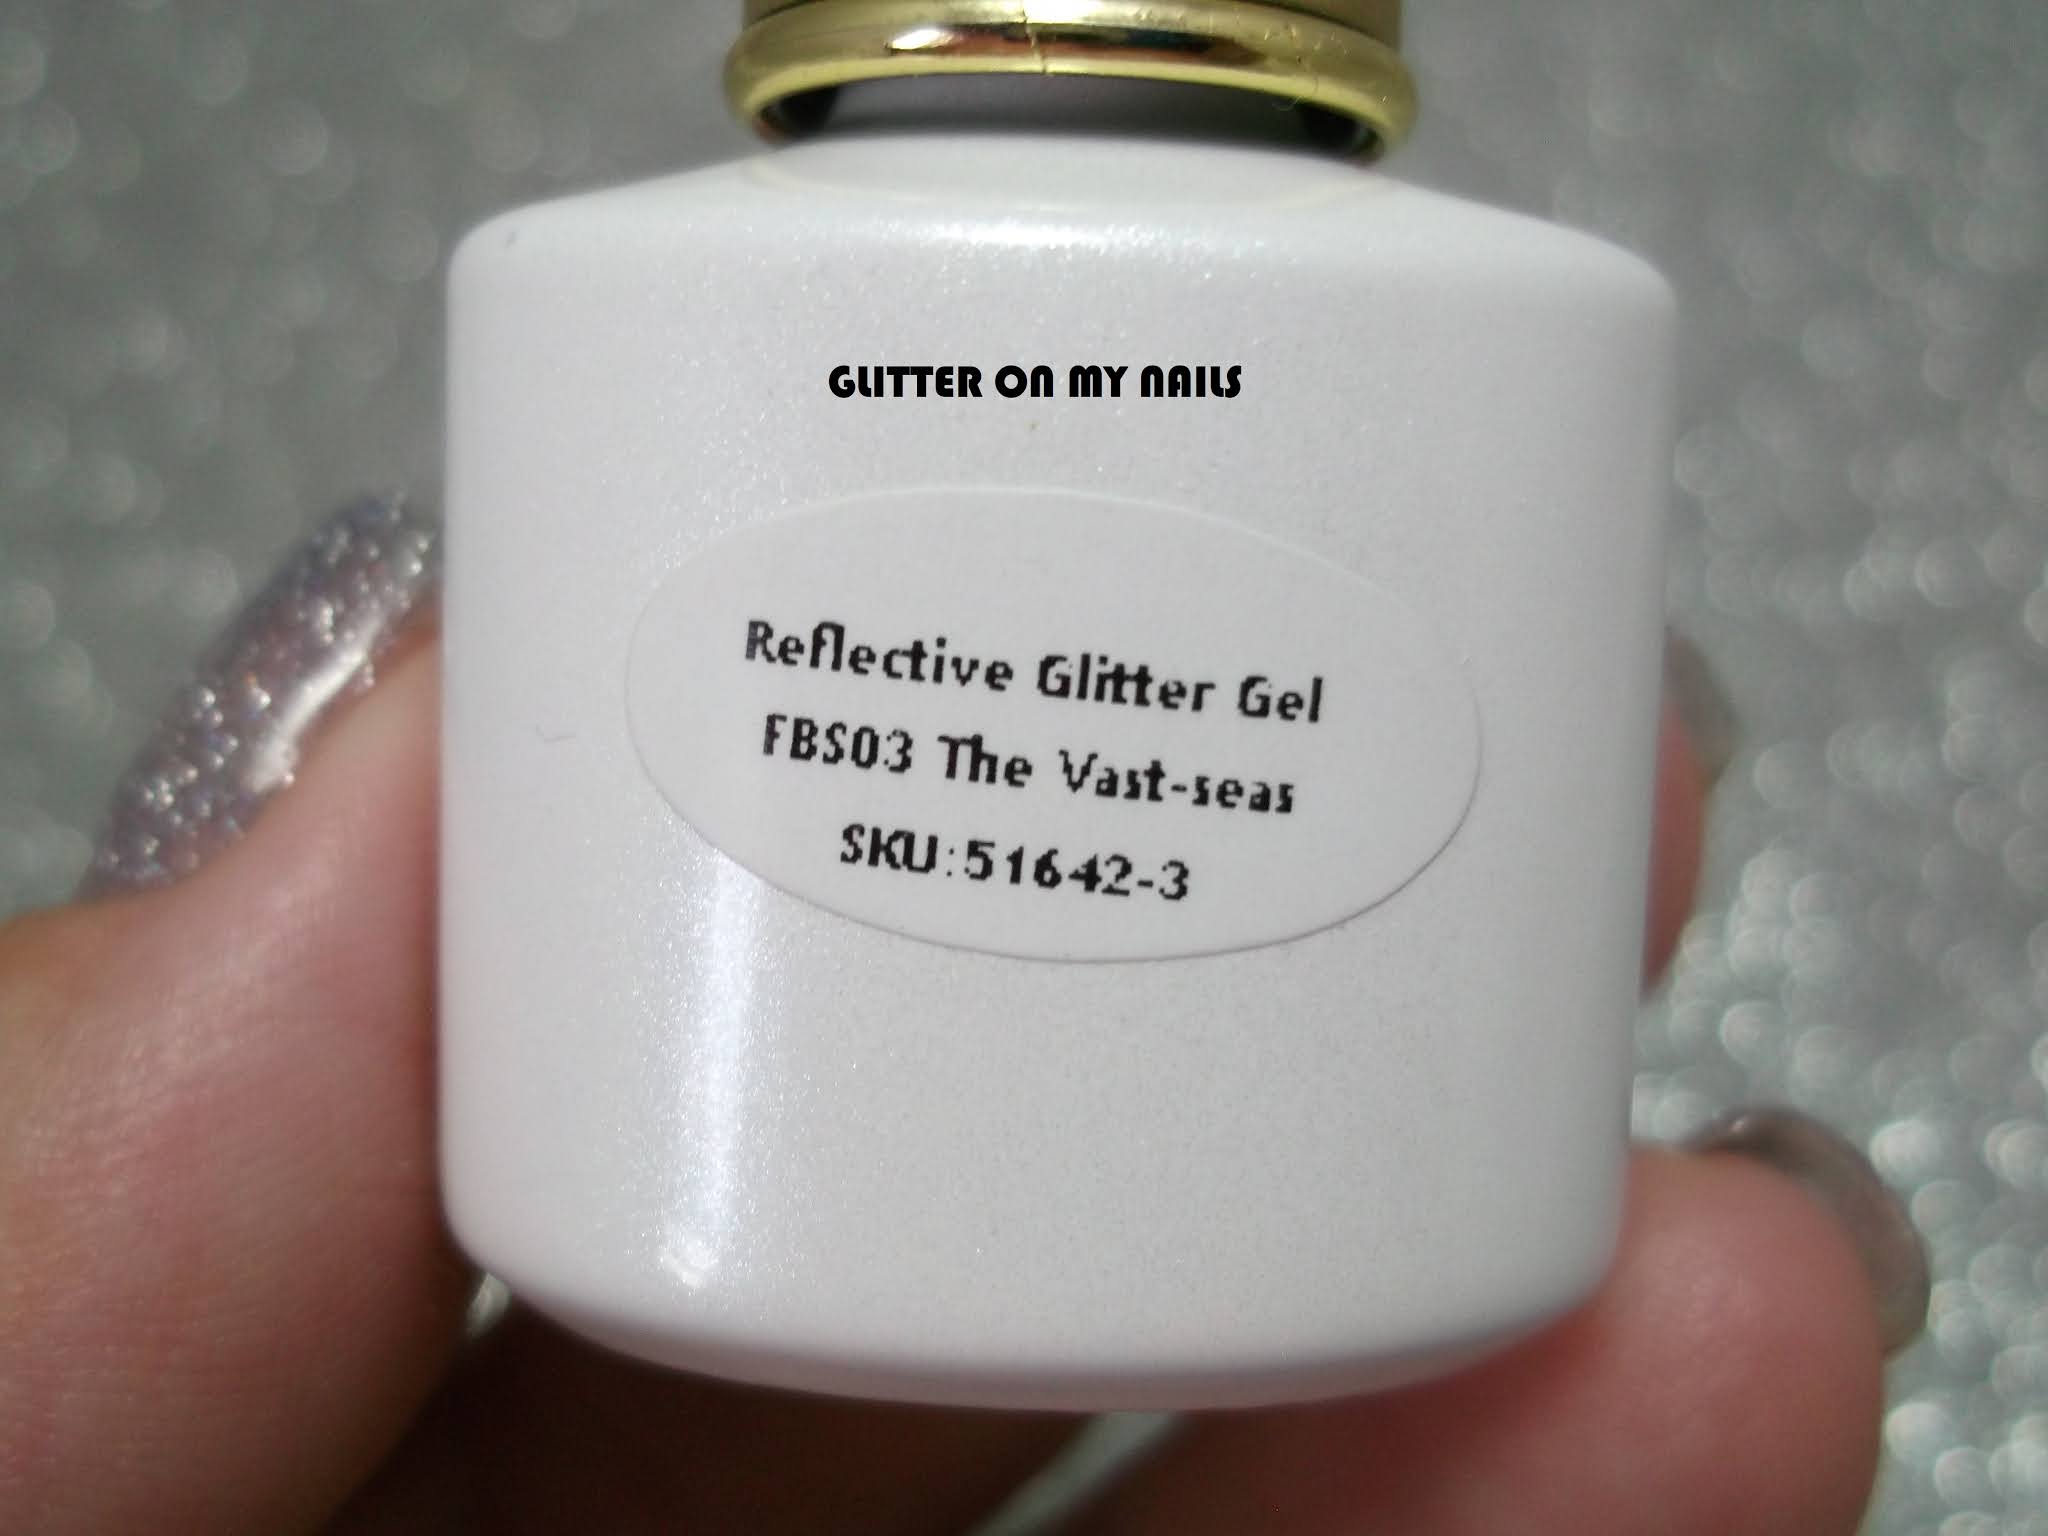 GLITTER ON MY NAILS
Reflective Glitter Gel
FBS03 The Vast-seas
SKU:51642-3